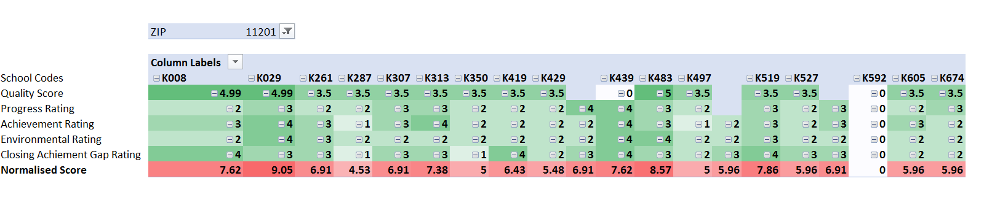 ZIP 11201
Column Labels
School Codes K008 K029 K261 K287 K307 K313 K350 K419 K429 K439 K483 K497 K519 K527 K592 K605 K674
Quality Score 4.99 4.99 3.5 3.5 3.5 3.5 3.5 3.5 3.5 0 5 3.5 3.5 3.5 0 3.5 3.5
Progress Rating 2 3 2 2 3 3 2 2 2 4 4 3 2 3 2 3 0 2 3
Achievement Rating 3 4 3 1 3 4 2 2 2 2 4 3 1 2 3 2 3 0 3 2
Environmental Rating 2 4 3 2 3 2 2 2 2 2 4 4 2 2 2 2 2 0 2 2
Closing Achiement Gap Rating 4 3 3 1 3 3 1 4 2 3 4 3 2 3 4 3 3 0 2 2
Normalised Score 7.62 9.05 6.91 4.53 6.91 7.38 5 6.43 5.48 6.91 7.62 8.57 5 5.96 7.86 5.96 6.91 0 5.96 5.96